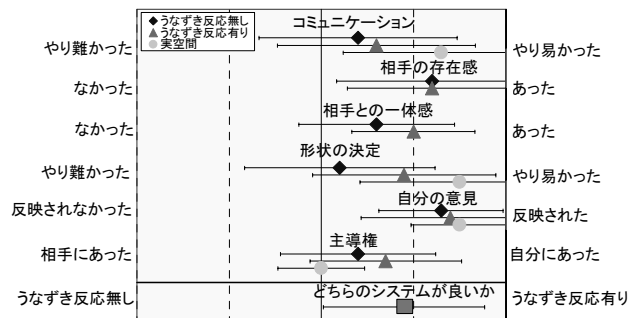 うなずき反応無し
うなずき反応有り
実空間
コミュニケーション
やり難かった
やり易かった
相手の存在感
なかった
あった
相手との一体感
なかった
あった
形状の決定
やり難かった
やり易かった
自分の意見
反映されなかった
反映された
主導権
相手にあった
自分にあった
どちらのシステムが良いか
うなずき反応無し
うなずき反応有り